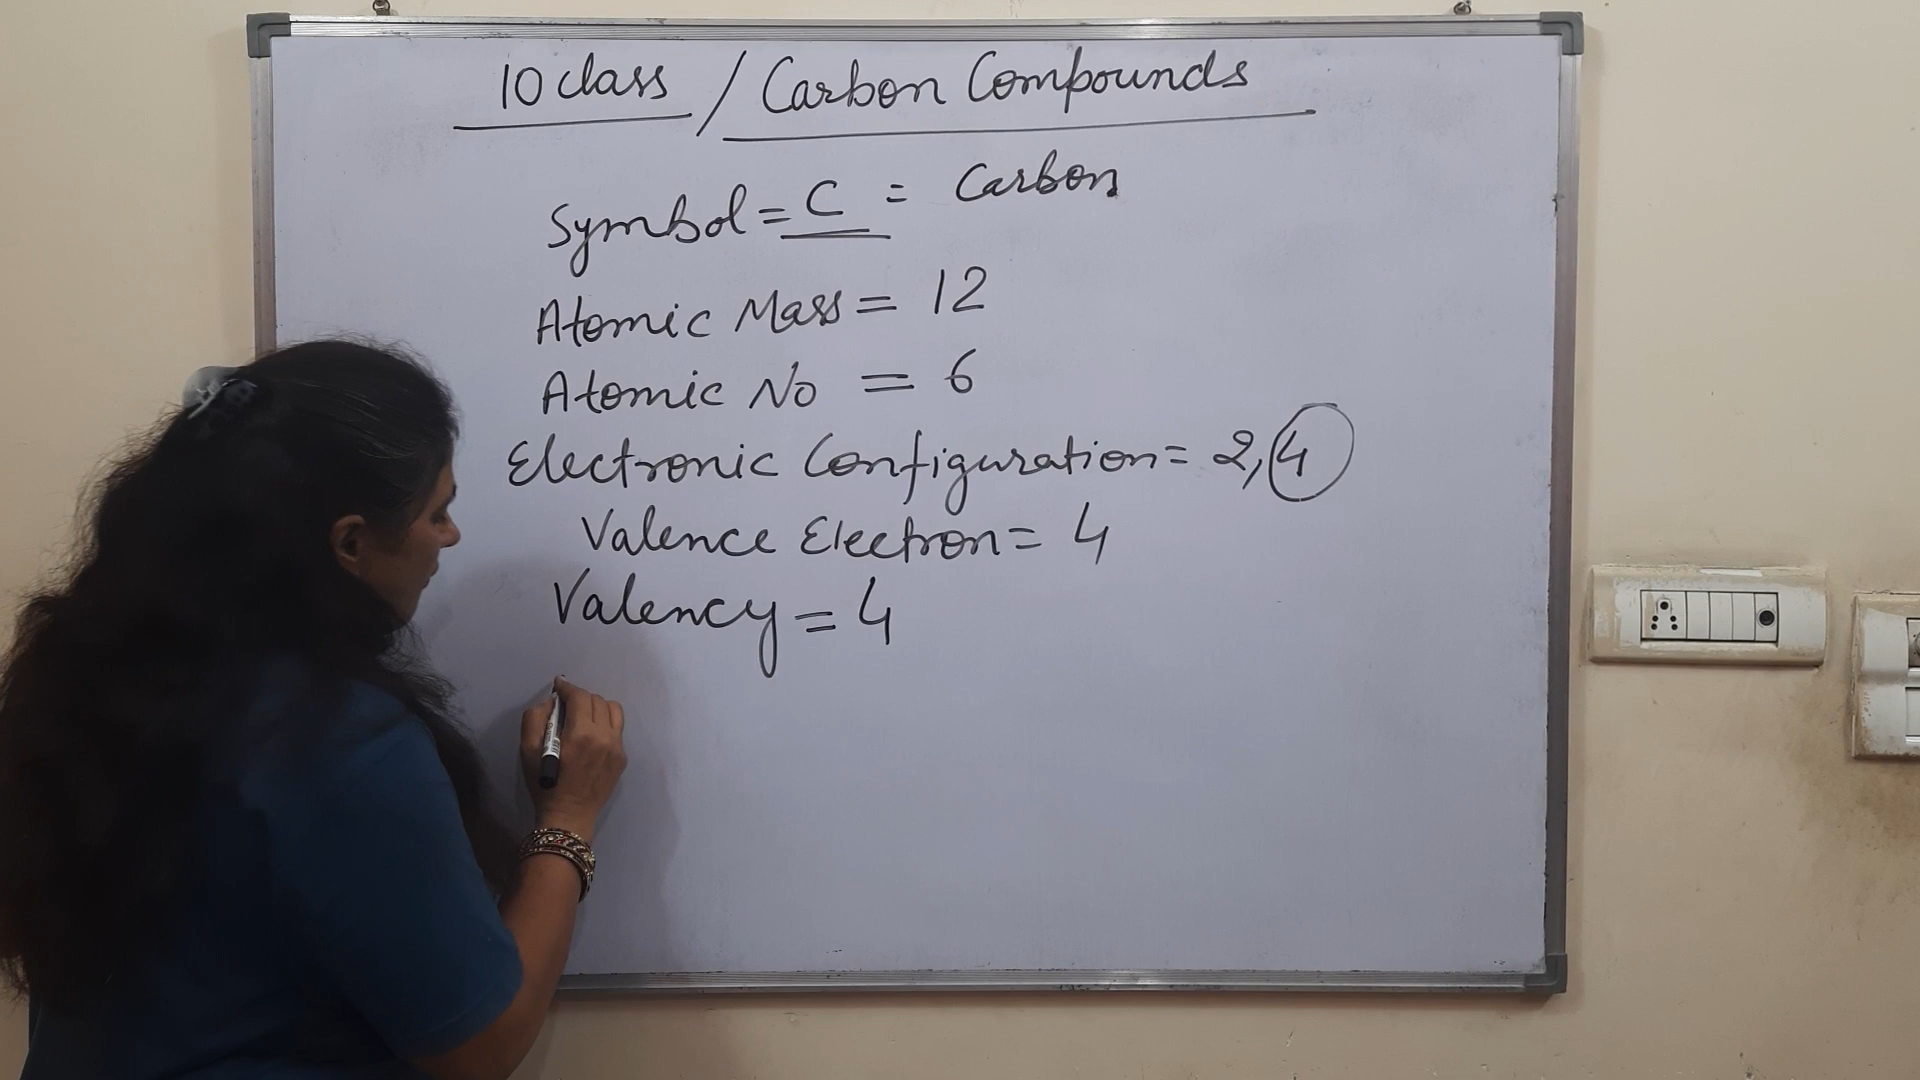 10 class / Carbon Compounds
Symbol = C = Carbon
Atomic Mass = 12
Atomic No = 6
Electronic Configuration = 2,4
Valence Electron = 4
Valency = 4